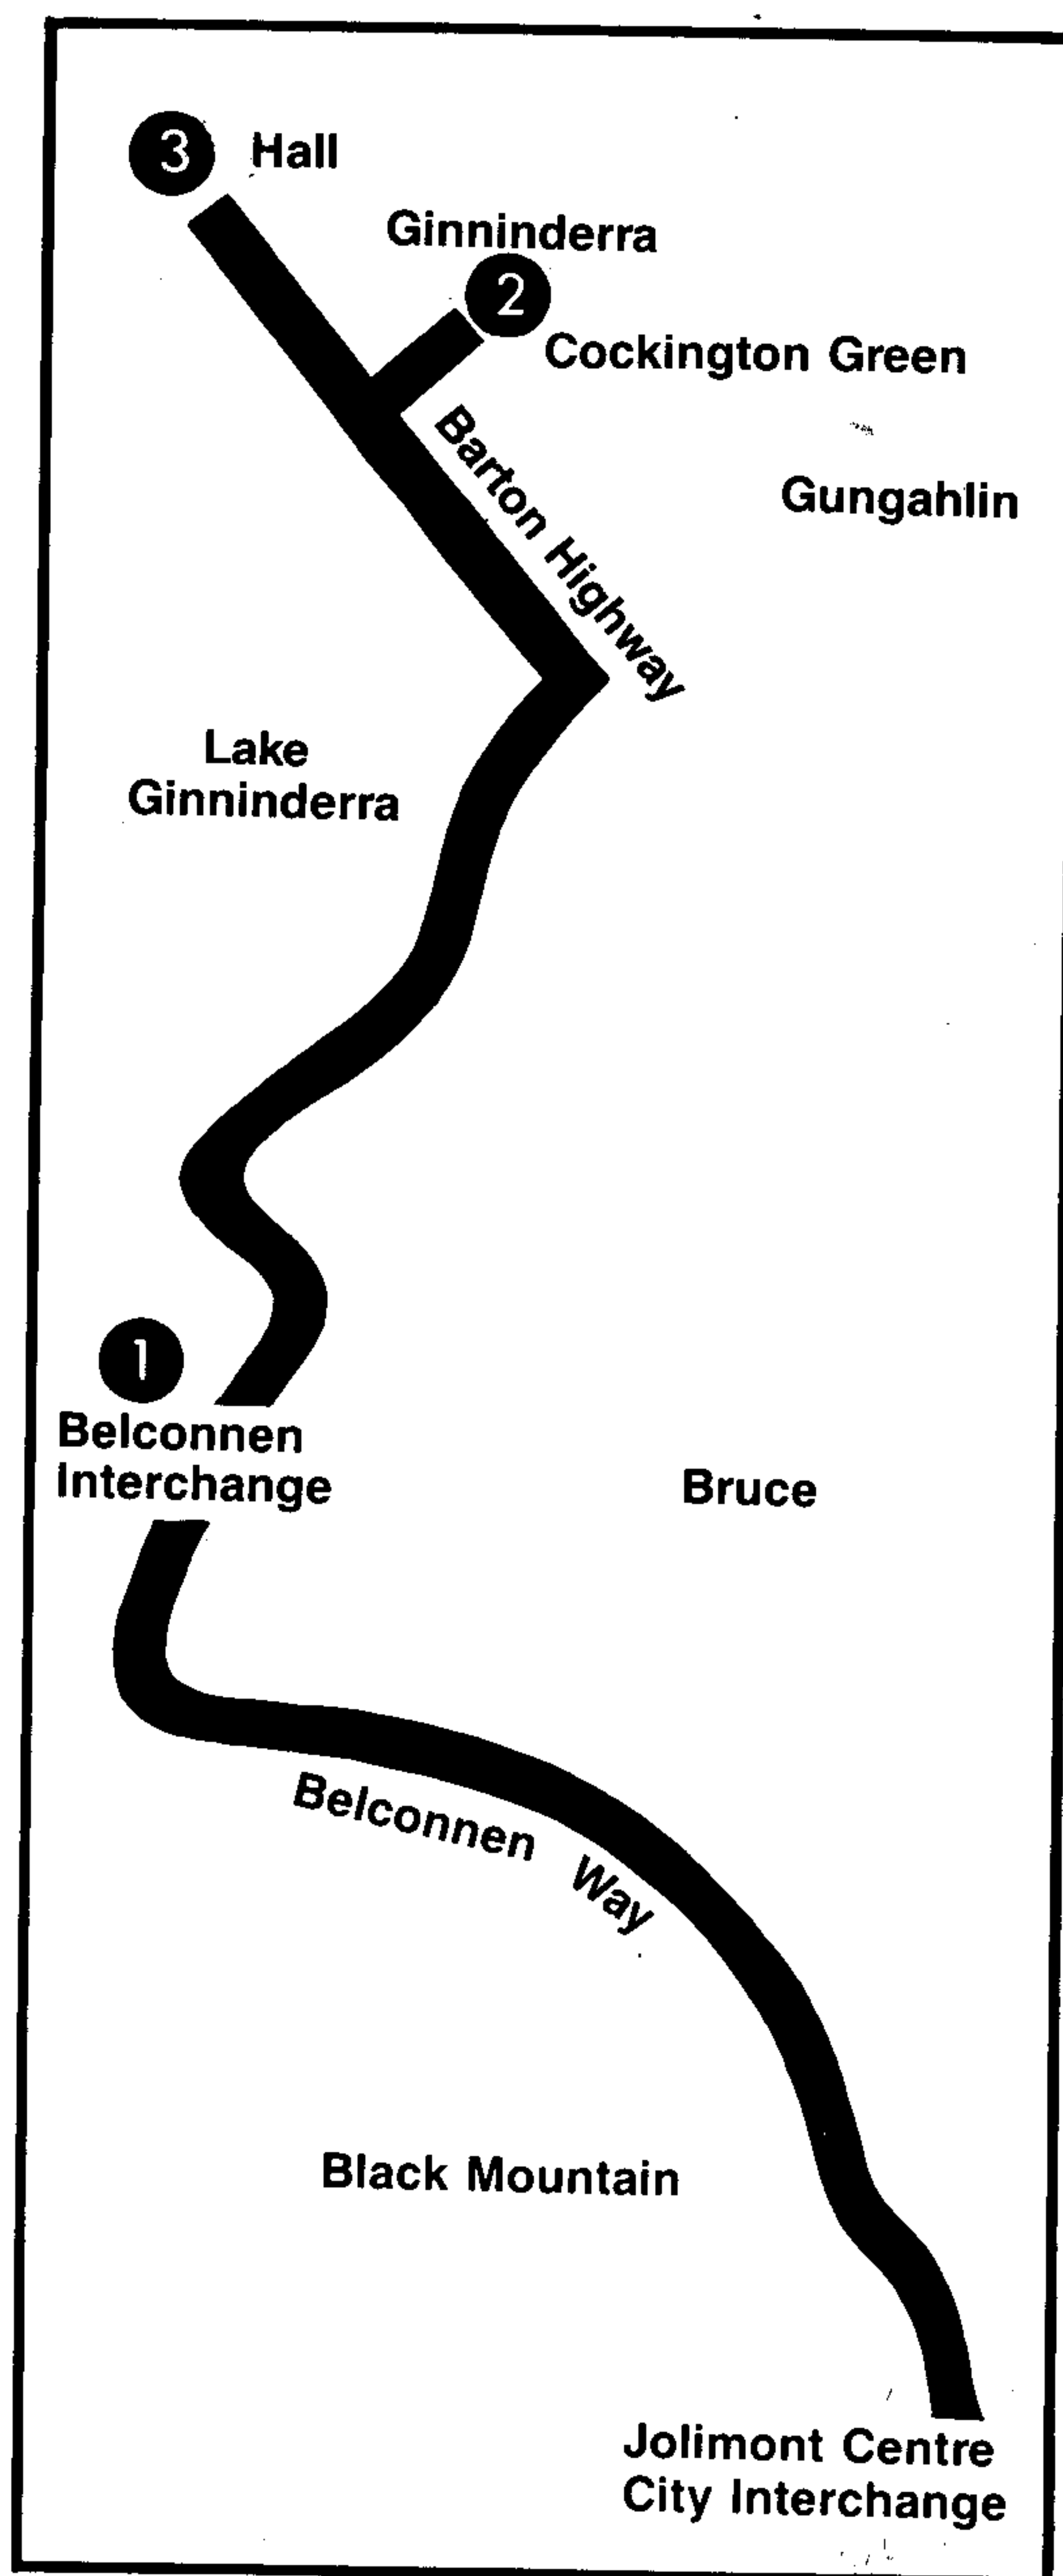 3 Hall
Ginninderra
2
Cockington Green
Barton Highway
Gungahlin
Lake
Ginninderra
1
Belconnen
Interchange
Bruce
Belconnen Way
Black Mountain
Jolimont Centre
City Interchange